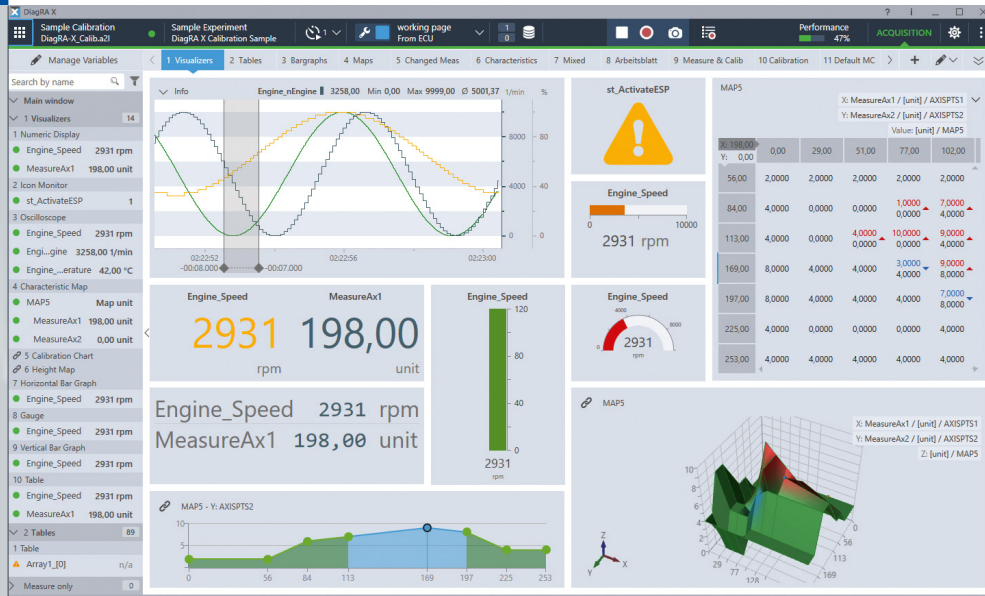 DiagRA X
? i
Sample Calibration
DiagRA-X_Calib.a2l
Sample Experiment
DiagRA X Calibration Sample
1
working page
From ECU
1
0
Performance
47%
ACQUISITION
Manage Variables
1 Visualizers 2 Tables 3 Bargraphs 4 Maps 5 Changed Meas 6 Characteristics 7 Mixed 8 Arbeitsblatt 9 Measure & Calib 10 Calibration 11 Default MC
Search by name
Main window
1 Visualizers 14
1 Numeric Display
Engine_Speed 2931 rpm
MeasureAx1 198,00 unit
2 Icon Monitor
st_ActivateESP 1
3 Oscilloscope
Engine_Speed 2931 rpm
Engi...gine 3258,00 1/min
Engine_...erature 42,00 °C
4 Characteristic Map
MAP5 Map unit
MeasureAx1 198,00 unit
MeasureAx2 0,00 unit
5 Calibration Chart
6 Height Map
7 Horizontal Bar Graph
Engine_Speed 2931 rpm
8 Gauge
Engine_Speed 2931 rpm
9 Vertical Bar Graph
Engine_Speed 2931 rpm
10 Table
Engine_Speed 2931 rpm
MeasureAx1 198,00 unit
2 Tables 89
1 Table
Array1_[0] n/a
Measure only 0
Info Engine_nEngine 3258,00 Min 0,00 Max 9999,00 Ø 5001,37 1/min %
8000 80
4000 40
0 0
02:22:52 02:22:56 02:23:00
-00:08.000 -00:07.000
st_ActivateESP
Engine_Speed
0 10000
2931 rpm
MAP5
X: MeasureAx1 / [unit] / AXISPTS1
Y: MeasureAx2 / [unit] / AXISPTS2
Value: [unit] / MAP5
X: 198,00
Y: 0,00
0,00 29,00 51,00 77,00 102,00
56,00 2,0000 2,0000 2,0000 2,0000 2,0000
1,0000 7,0000
84,00 4,0000 0,0000 0,0000 0,0000 4,0000
4,0000 10,0000 9,0000
113,00 4,0000 0,0000 0,0000 0,0000 4,0000
3,0000 9,0000
169,00 8,0000 4,0000 4,0000 4,0000 8,0000
7,0000
197,00 8,0000 4,0000 4,0000 4,0000 8,0000
225,00 4,0000 0,0000 0,0000 0,0000 4,0000
253,00 4,0000 4,0000 4,0000 4,0000 4,0000
Engine_Speed MeasureAx1
2931 198,00
rpm unit
Engine_Speed
120
80
40
0
2931
rpm
Engine_Speed
4000
0 8000
2931
rpm
Engine_Speed 2931 rpm
MeasureAx1 198,00 unit
MAP5 - Y: AXISPTS2
10
5
0 56 84 113 169 197 225 253
MAP5
X: MeasureAx1 / [unit] / AXISPTS1
Y: MeasureAx2 / [unit] / AXISPTS2
Z: [unit] / MAP5
10
8
6
4
2
0
29
77
128
0
56
113
169
Z
Y
X